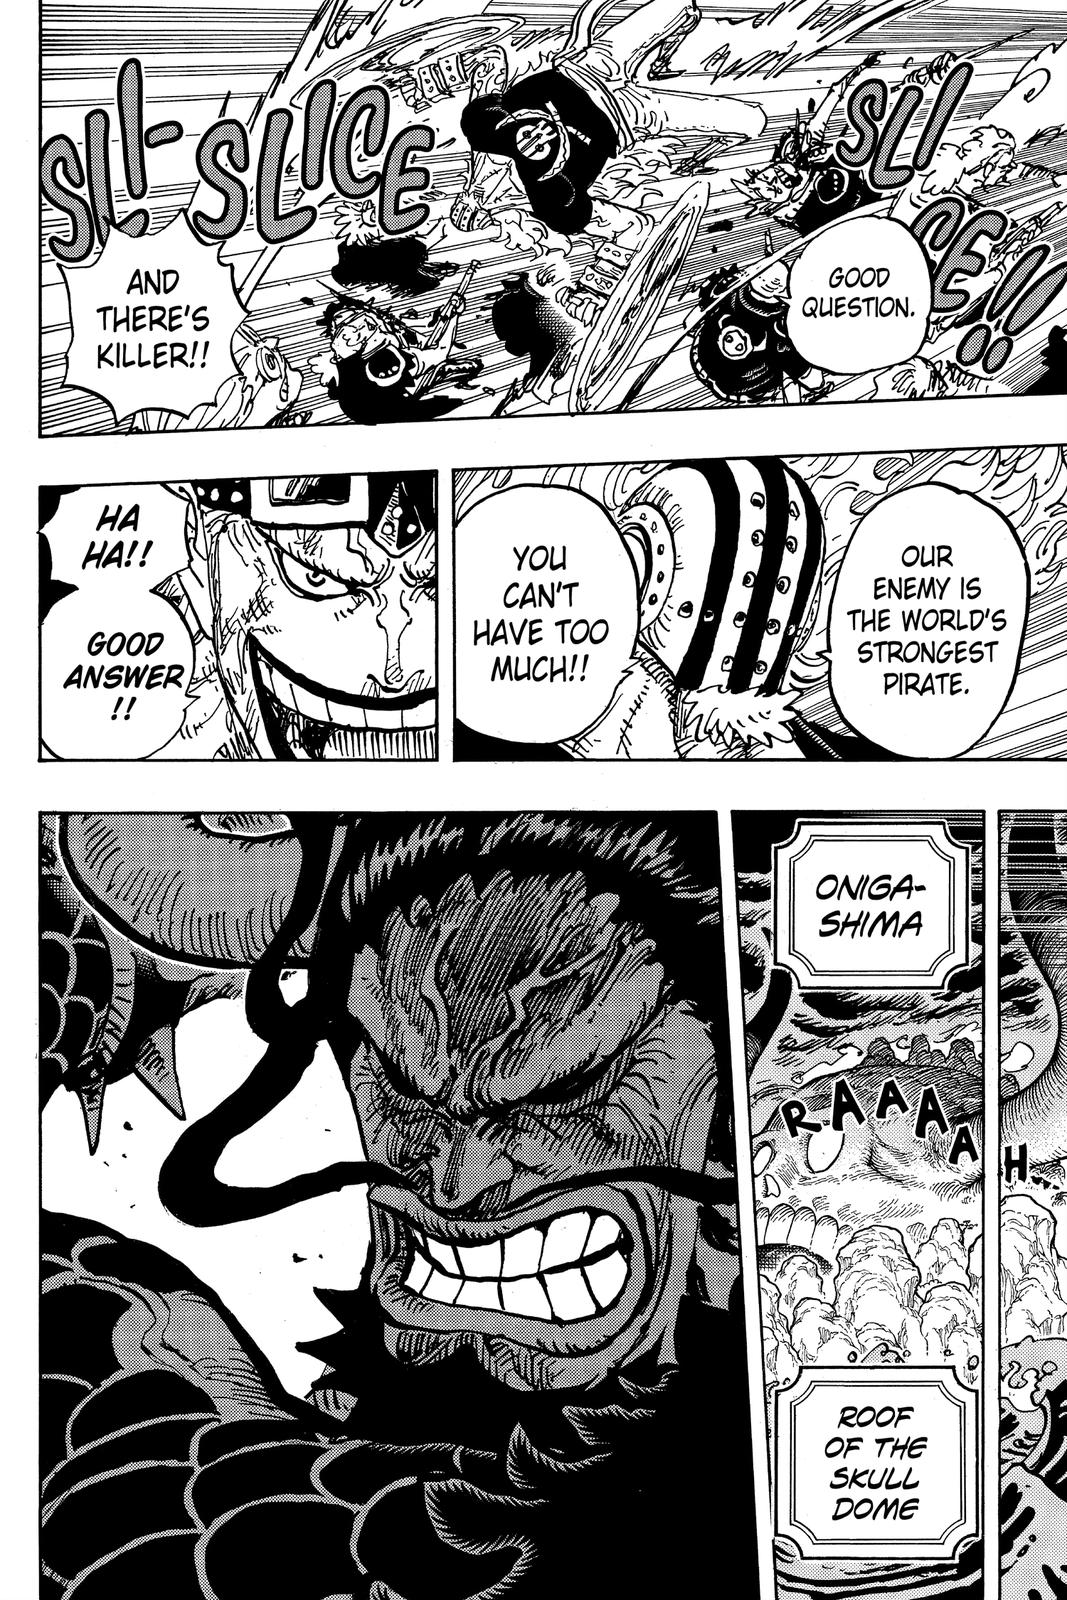 SLI
CE!!
GOOD
QUESTION.
SLI-SLICE
AND
THERE'S
KILLER!!
OUR
ENEMY IS
THE WORLD'S
STRONGEST
PIRATE.
YOU
CAN'T
HAVE TOO
MUCH!!
HA
HA!!
GOOD
ANSWER
!!
ONIGA-
SHIMA
RAAAAH...
ROOF
OF THE
SKULL
DOME